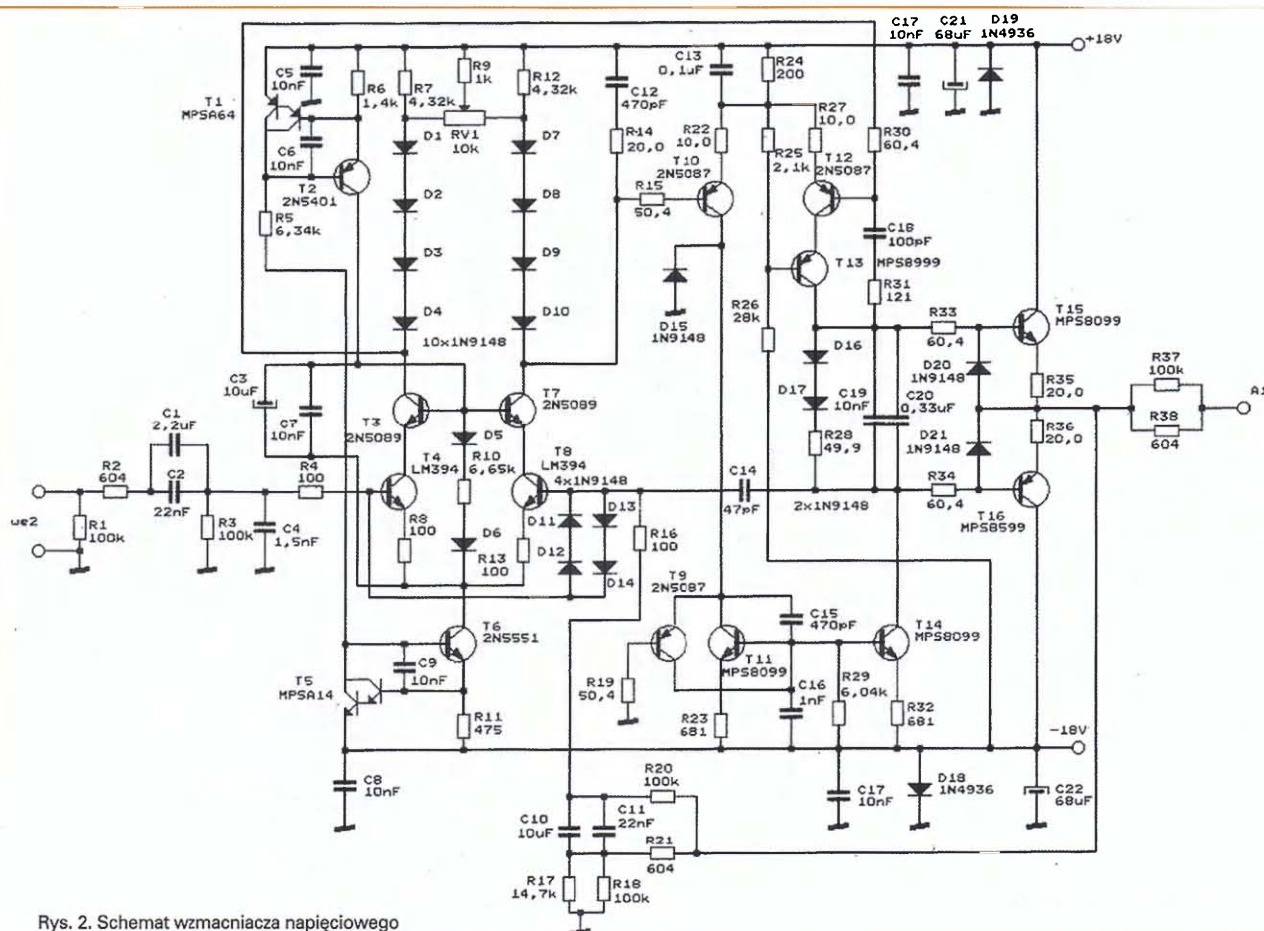 C17
10nF
C21
68uF
D19
1N4936
+18V
C5
10nF
R6
1,4k
R7
4,32k
R9
1k
R12
4,32k
C13
0,1uF
R24
200
T1
MPSA64
C12
470pF
R27
10,0
RV1
10k
D1
D7
R14
20,0
R22
10,0
R25
2,1k
T12
2N5087
R30
60,4
C6
10nF
T10
2N5087
T2
2N5401
R15
50,4
D2
D8
R5
6,34k
C18
100pF
D3
D9
T13
MPS8999
D15
1N9148
R31
121
R26
28k
D4
D10
10x1N9148
R33
60,4
T15
MPS8099
D16
D20
1N9148
R37
100k
C3
10uF
C7
10nF
T3
2N5089
T7
2N5089
D17
C19
10nF
C20
0,33uF
R35
20,0
A1
C1
2,2uF
D5
R10
6,65k
T4
LM394
T8
LM394
4x1N9148
R28
49,9
D21
1N9148
R36
20,0
R38
604
R2
604
C2
22nF
R4
100
C14
47pF
2x1N9148
R34
60,4
T16
MPS8599
we2
R1
100k
R3
100k
C4
1,5nF
R8
100
D6
R13
100
D11
D13
D12
D14
R16
100
T9
2N5087
C15
470pF
T6
2N5551
T14
MPS8099
T11
MPS8099
C9
10nF
T5
MPSA14
R19
50,4
C16
1nF
R29
6,04k
R11
475
R23
681
R32
681
-18V
C8
10nF
R20
100k
C17
10nF
D18
1N4936
C22
68uF
C10
10uF
C11
22nF
R21
604
R17
14,7k
R18
100k
Rys. 2. Schemat wzmacniacza napięciowego